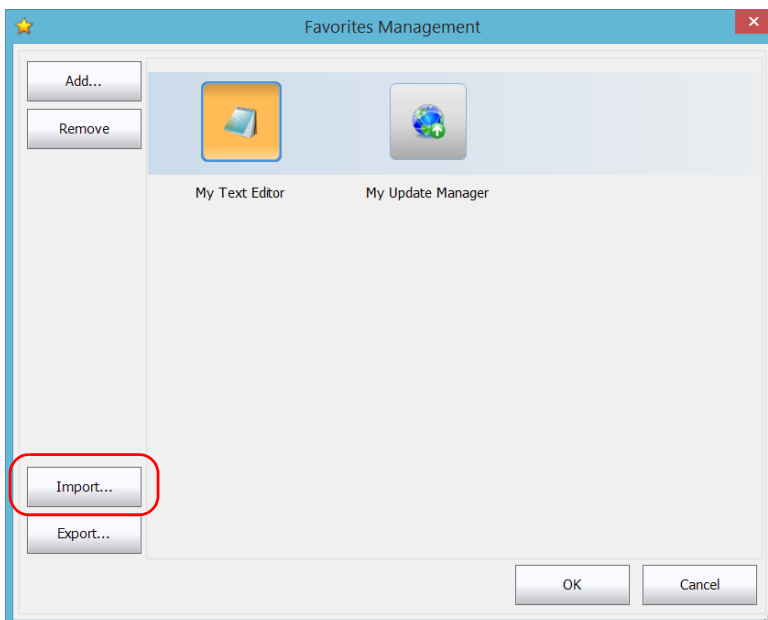 Favorites Management
Add...
Remove
My Text Editor
My Update Manager
Import...
Export...
OK
Cancel